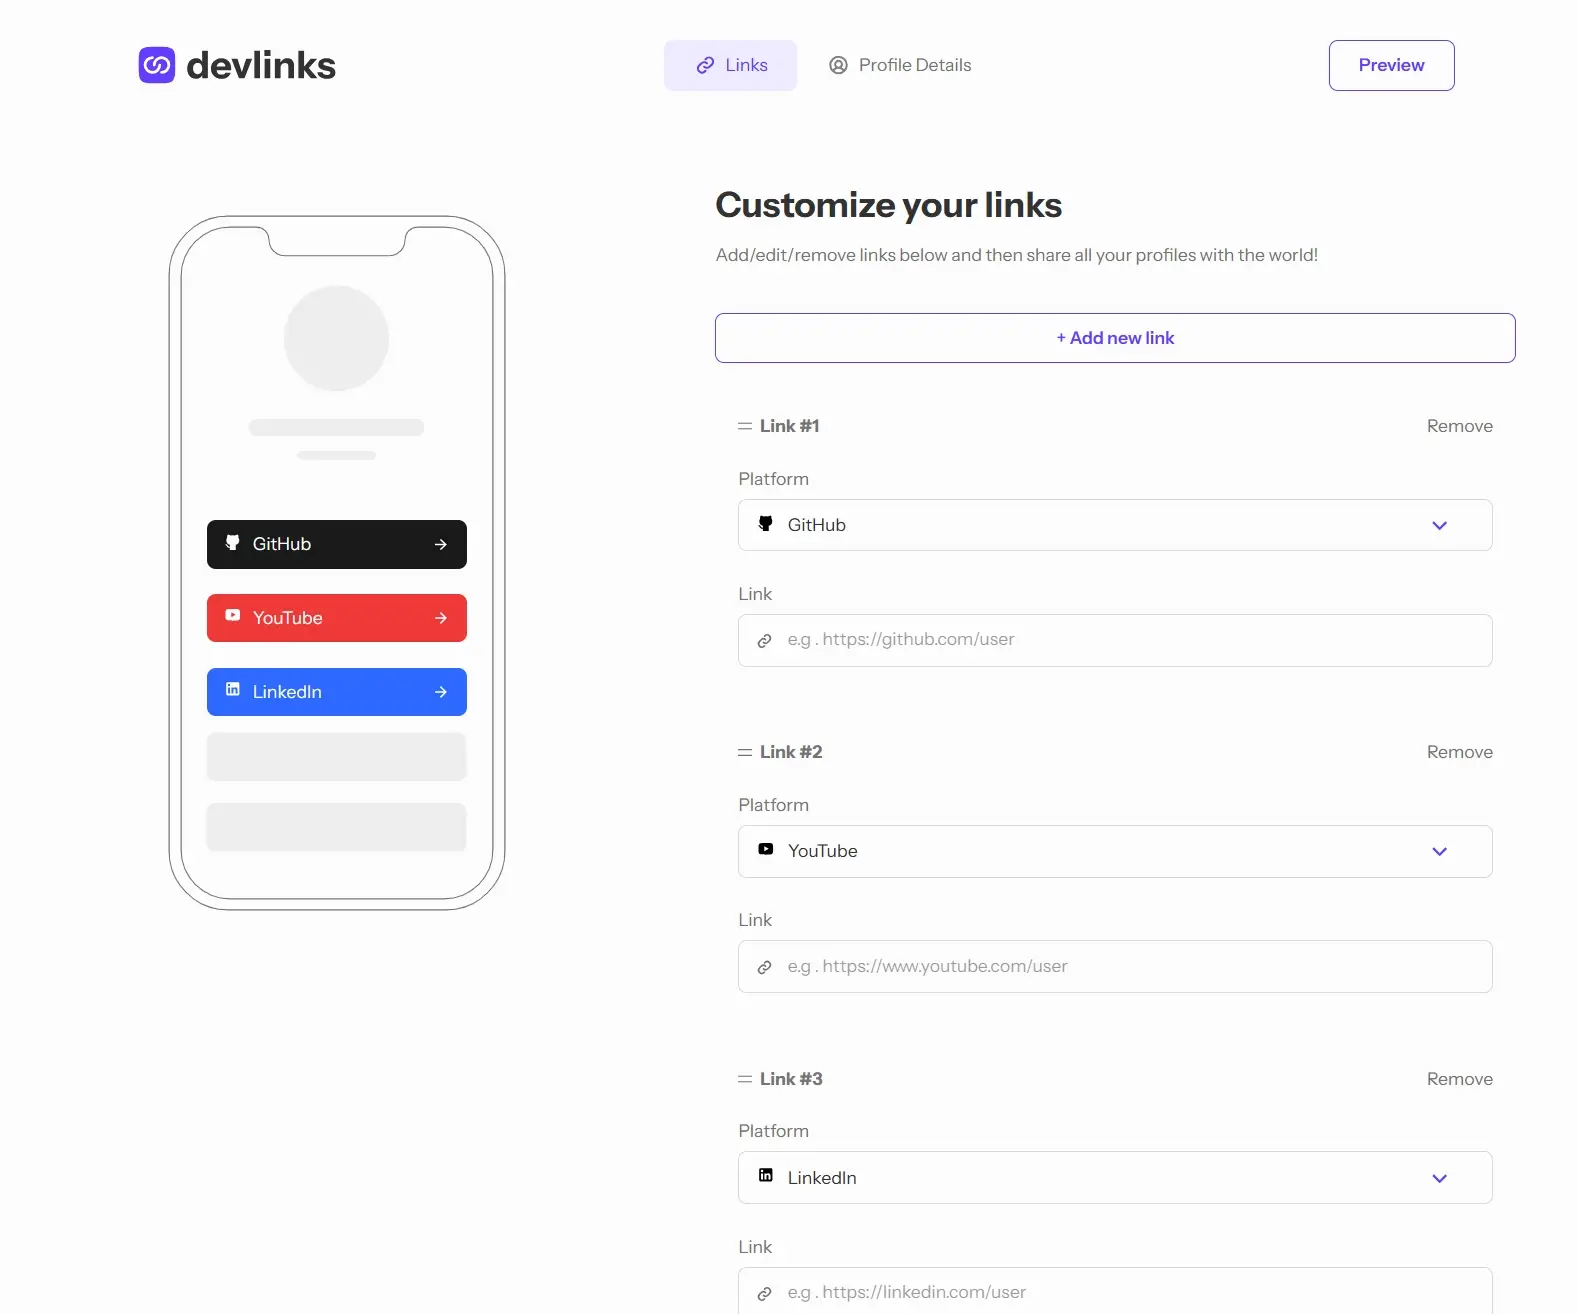 devlinks
Links
Profile Details
Preview
GitHub
YouTube
LinkedIn
Customize your links
Add/edit/remove links below and then share all your profiles with the world!
+ Add new link
Link #1
Remove
Platform
GitHub
Link
e.g . https://github.com/user
Link #2
Remove
Platform
YouTube
Link
e.g . https://www.youtube.com/user
Link #3
Remove
Platform
LinkedIn
Link
e.g . https://linkedin.com/user